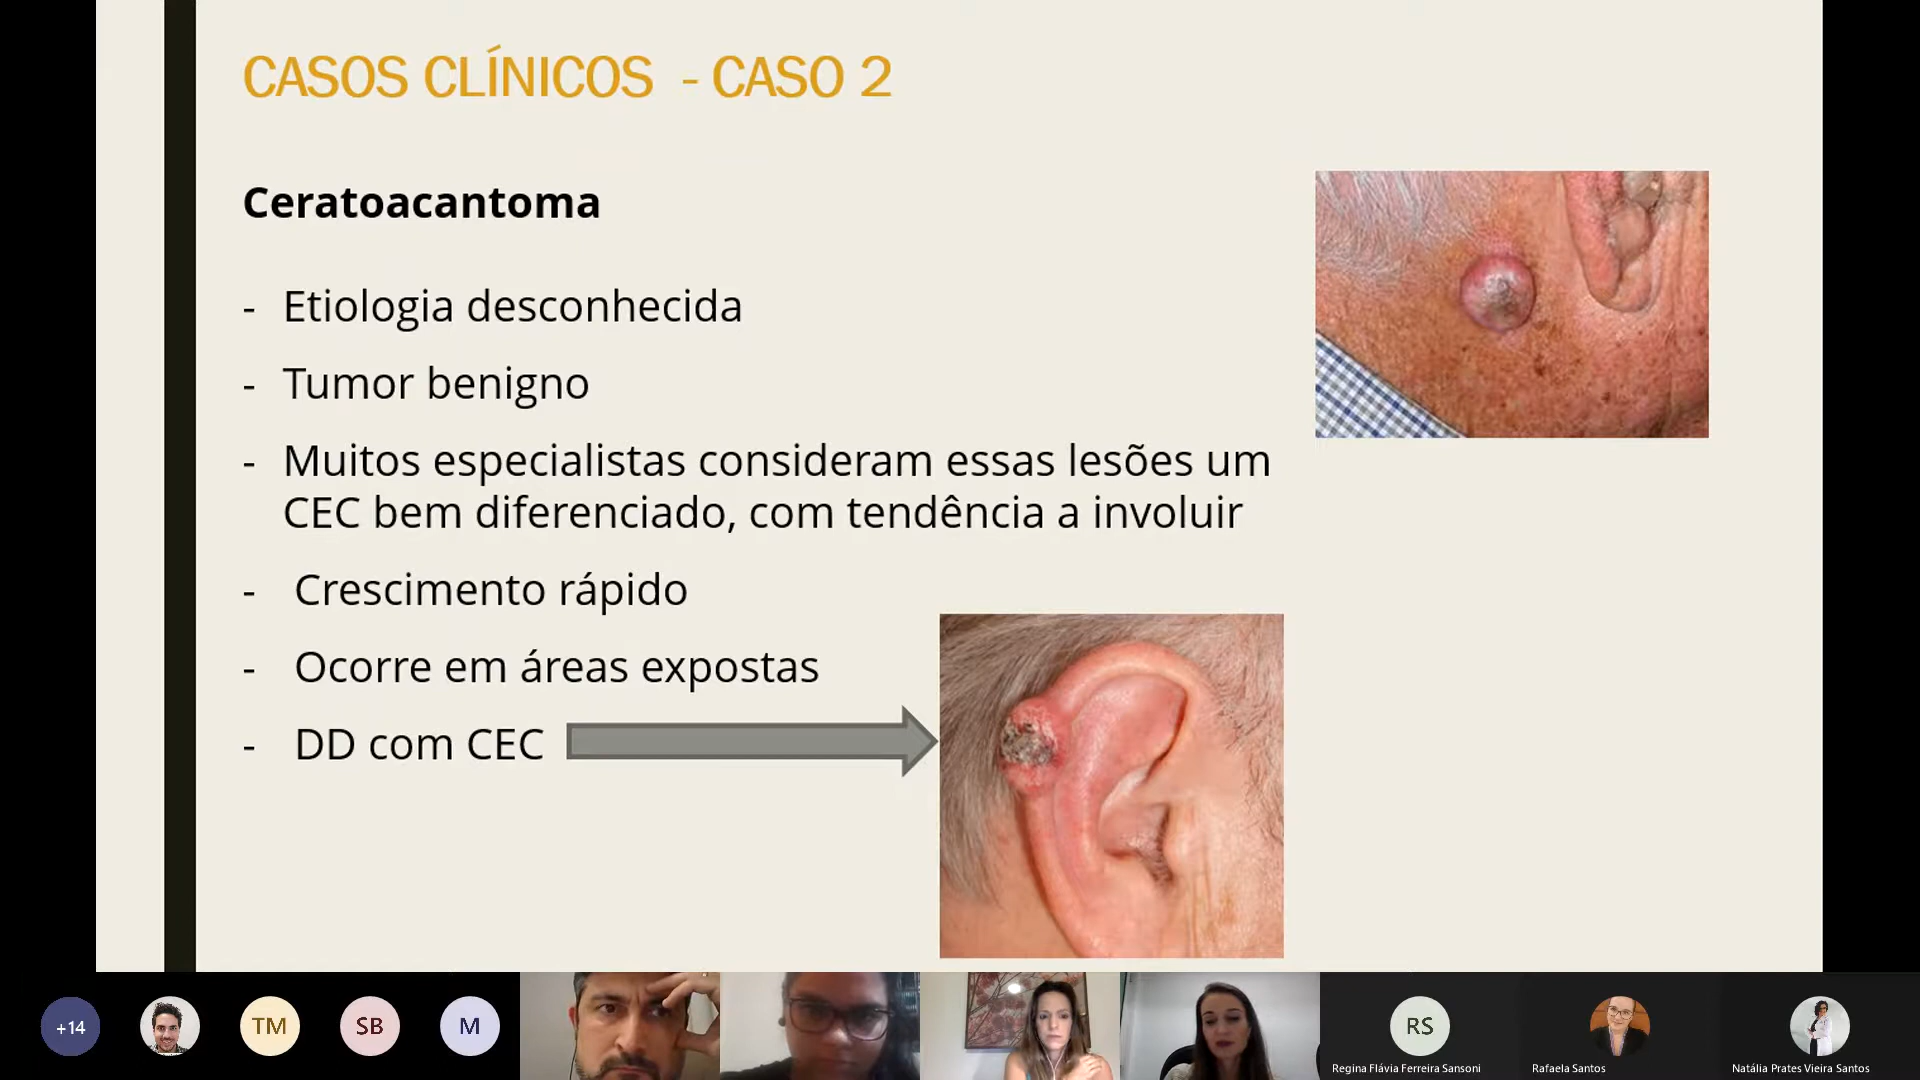 CASOS CLÍNICOS - CASO 2
Ceratoacantoma
- Etiologia desconhecida
- Tumor benigno
- Muitos especialistas consideram essas lesões um
CEC bem diferenciado, com tendência a involuir
- Crescimento rápido
- Ocorre em áreas expostas
- DD com CEC
+14
TM
SB
M
RS
Regina Flávia Ferreira Sansoni
Rafaela Santos
Natália Prates Vieira Santos